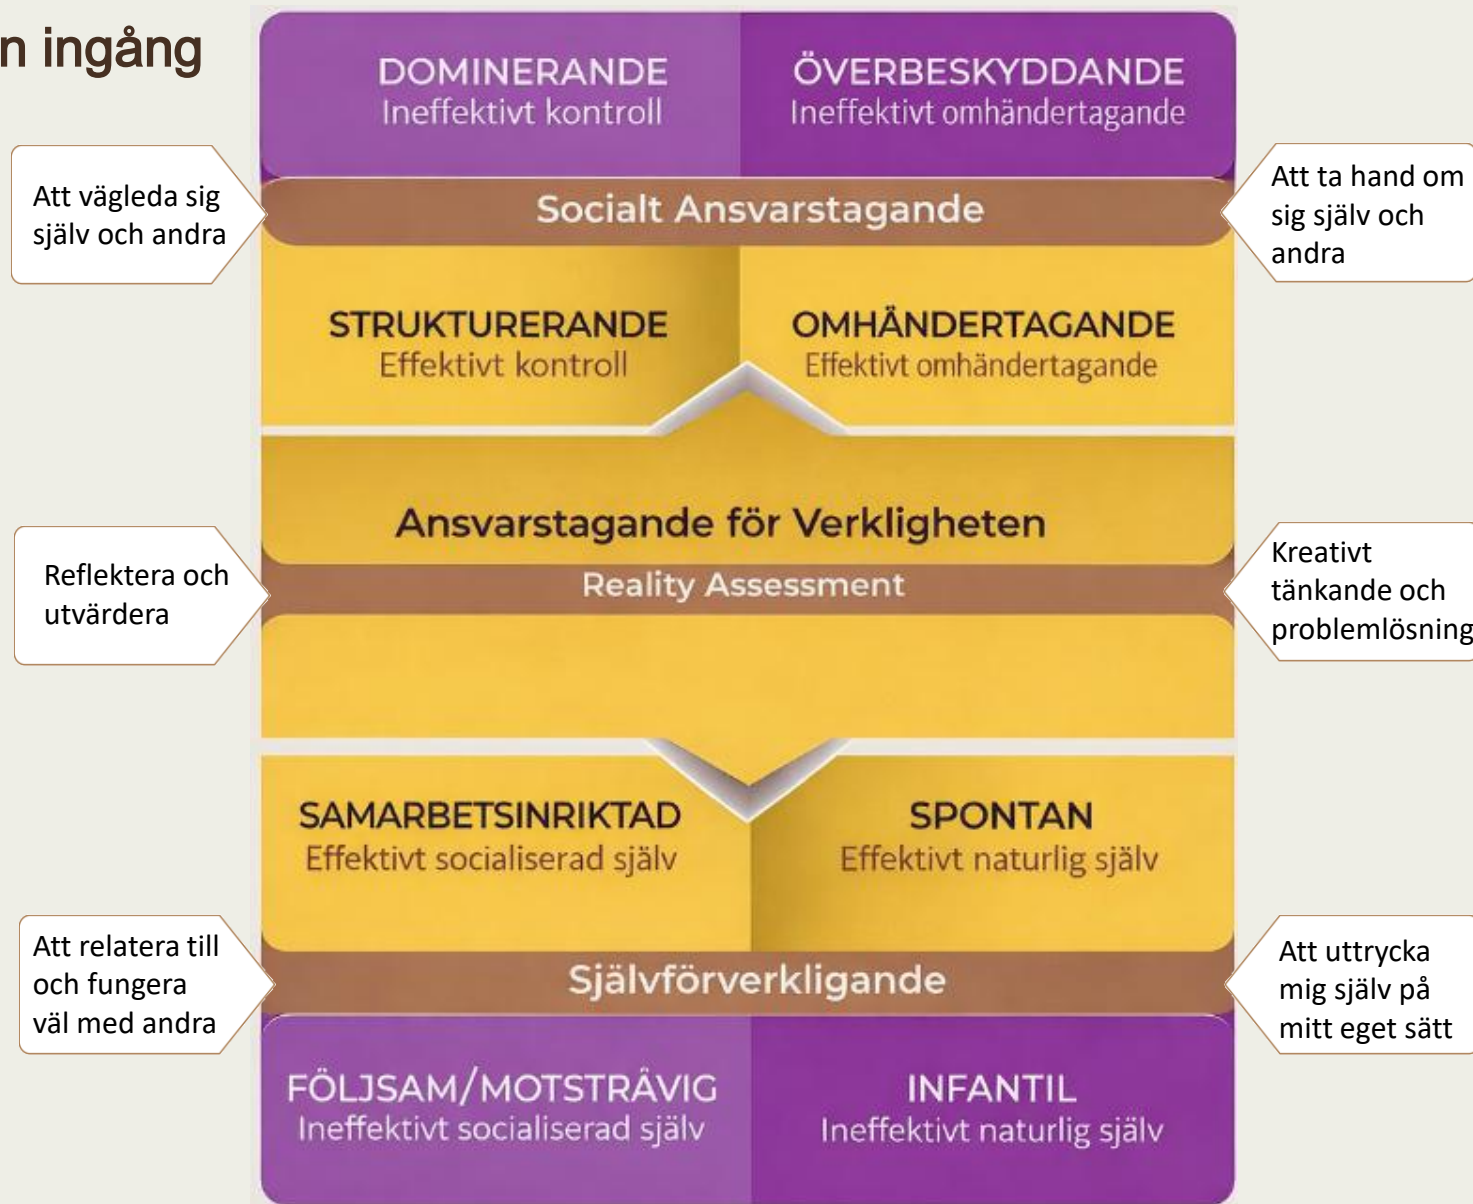 n ingång
DOMINERANDE
Ineffektivt kontroll
ÖVERBESKYDDANDE
Ineffektivt omhändertagande
Att vägleda sig
själv och andra
Socialt Ansvarstagande
Att ta hand om
sig själv och
andra
STRUKTURERANDE
Effektivt kontroll
OMHÄNDERTAGANDE
Effektivt omhändertagande
Ansvarstagande för Verkligheten
Reality Assessment
Reflektera och
utvärdera
Kreativt
tänkande och
problemlösning
SAMARBETSINRIKTAD
Effektivt socialiserad själv
SPONTAN
Effektivt naturlig själv
Att relatera till
och fungera
väl med andra
Självförverkligande
Att uttrycka
mig själv på
mitt eget sätt
FÖLJSAM/MOTSTRÄVIG
Ineffektivt socialiserad själv
INFANTIL
Ineffektivt naturlig själv